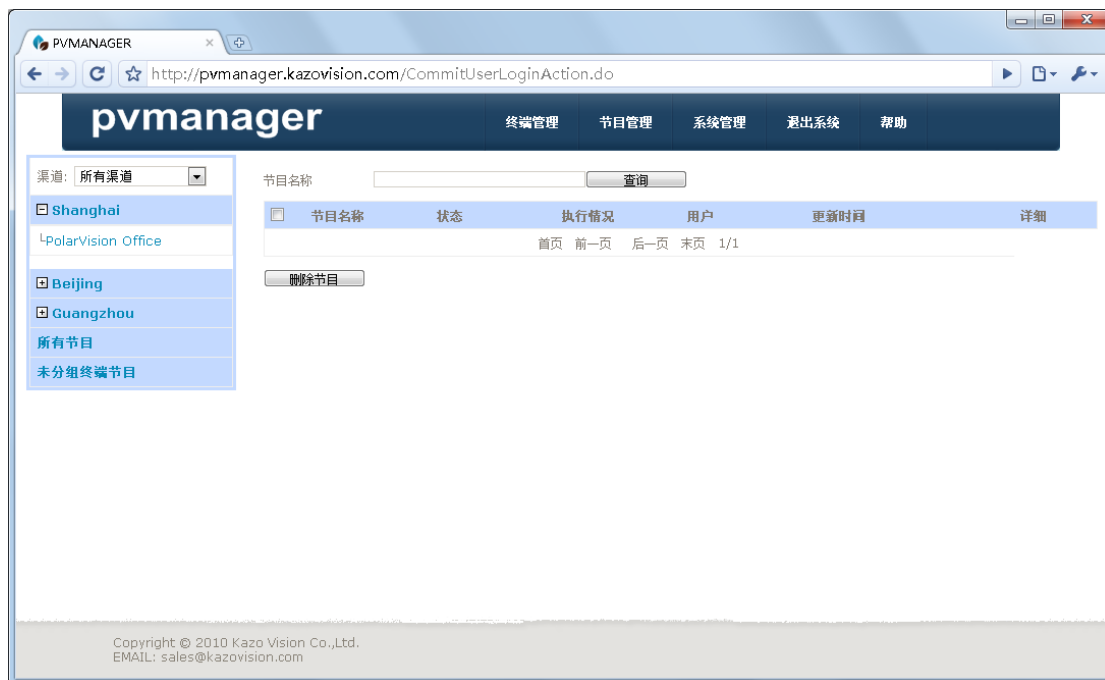 PVMANAGER
http://pvmanager.kazovision.com/CommitUserLoginAction.do
pvmanager 终端管理 节目管理 系统管理 退出系统 帮助
渠道: 所有渠道
Shanghai
PolarVision Office
Beijing
Guangzhou
所有节目
未分组终端节目
节目名称 查询
节目名称 状态 执行情况 用户 更新时间 详细
首页 前一页 后一页 末页 1/1
删除节目
Copyright © 2010 Kazo Vision Co.,Ltd.
EMAIL: sales@kazovision.com